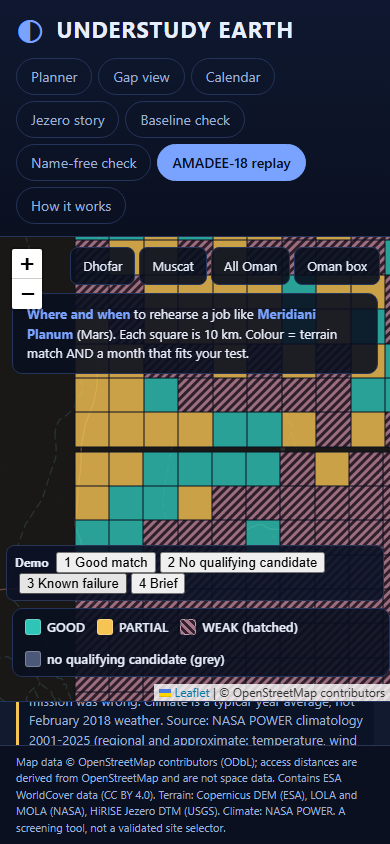 UNDERSTUDY EARTH
Planner
Gap view
Calendar
Jezero story
Baseline check
Name-free check
AMADEE-18 replay
How it works
+
−
Dhofar
Muscat
All Oman
Oman box
Where and when to rehearse a job like Meridiani
Planum (Mars). Each square is 10 km. Colour = terrain
match AND a month that fits your test.
Demo
1 Good match
2 No qualifying candidate
3 Known failure
4 Brief
GOOD
PARTIAL
WEAK (hatched)
no qualifying candidate (grey)
Leaflet | © OpenStreetMap contributors
mission was wrong. Climate is a typical year average, not
February 2018 weather. Source: NASA POWER climatology
2001-2025 (regional and approximate: temperature, wind
Map data © OpenStreetMap contributors (ODbL); access distances are
derived from OpenStreetMap and are not space data. Contains ESA
WorldCover data (CC BY 4.0). Terrain: Copernicus DEM (ESA), LOLA and
MOLA (NASA), HiRISE Jezero DTM (USGS). Climate: NASA POWER. A
screening tool, not a validated site selector.